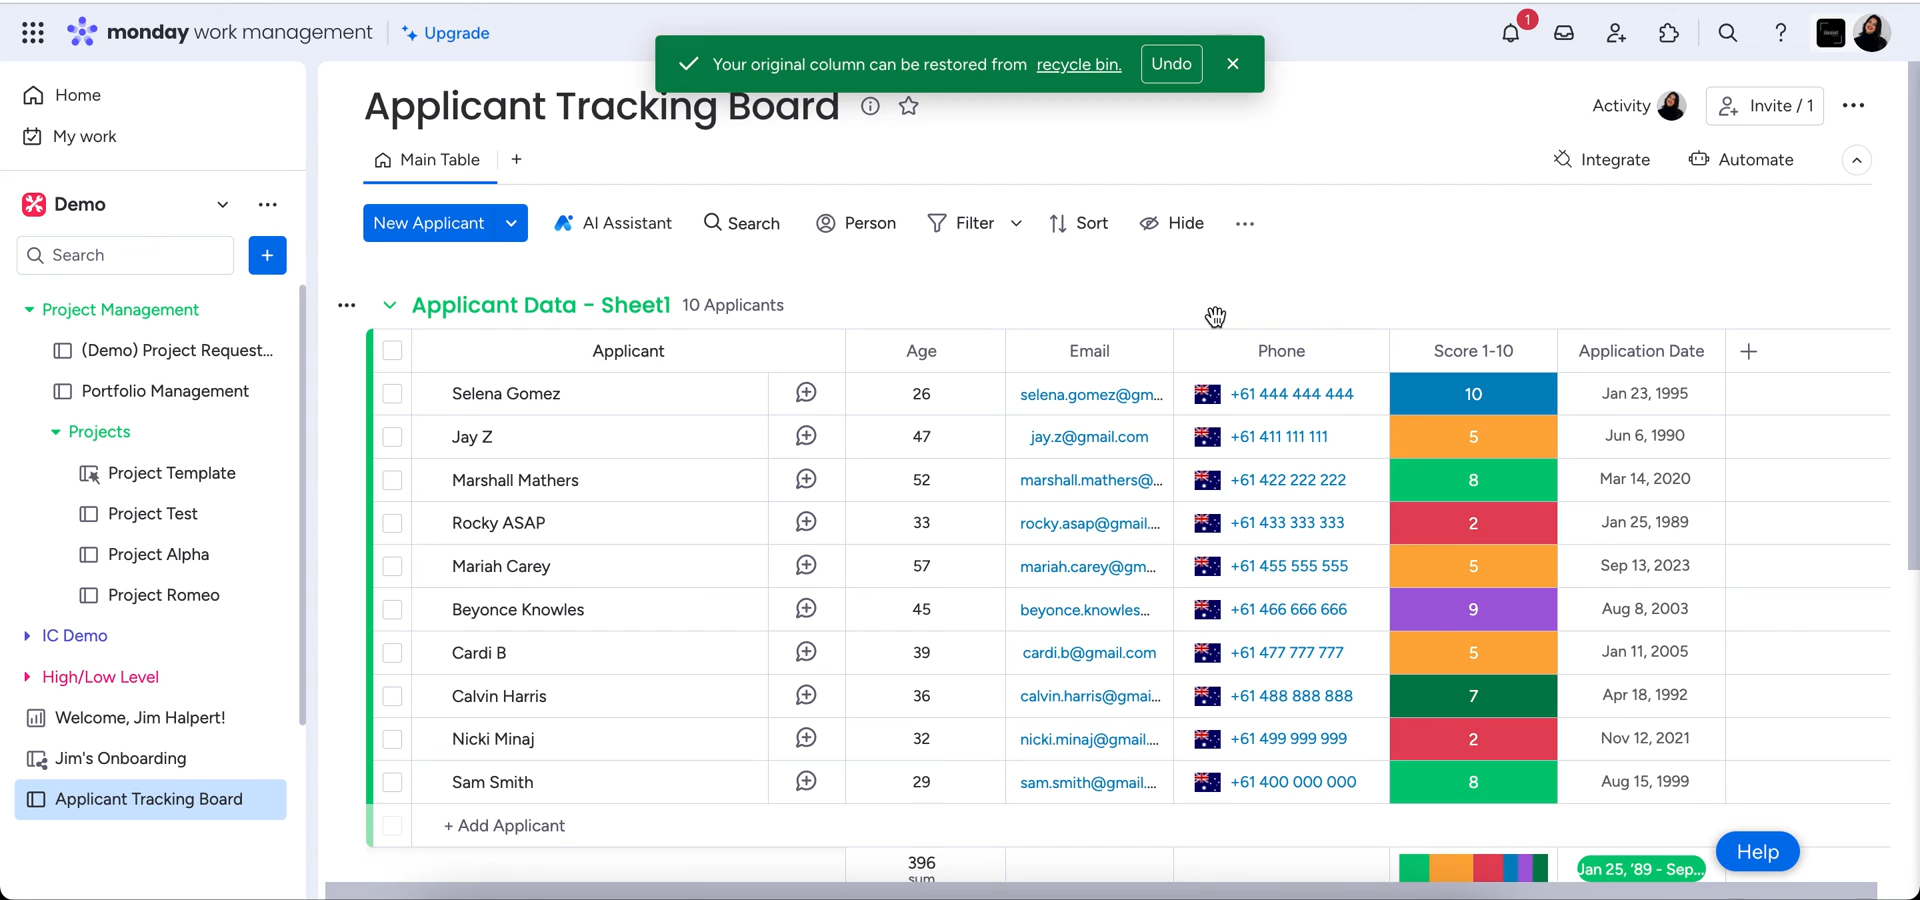 monday work management
Upgrade
1
Your original column can be restored from recycle bin.
Undo
Home
My work
Demo
Search
Project Management
(Demo) Project Request...
Portfolio Management
Projects
Project Template
Project Test
Project Alpha
Project Romeo
IC Demo
High/Low Level
Welcome, Jim Halpert!
Jim's Onboarding
Applicant Tracking Board
Applicant Tracking Board
Activity
Invite / 1
Main Table
Integrate
Automate
New Applicant
AI Assistant
Search
Person
Filter
Sort
Hide
Applicant Data - Sheet1 10 Applicants
Applicant Age Email Phone Score 1-10 Application Date
Selena Gomez 26 selena.gomez@gm... +61 444 444 444 10 Jan 23, 1995
Jay Z 47 jay.z@gmail.com +61 411 111 111 5 Jun 6, 1990
Marshall Mathers 52 marshall.mathers@... +61 422 222 222 8 Mar 14, 2020
Rocky ASAP 33 rocky.asap@gmail.... +61 433 333 333 2 Jan 25, 1989
Mariah Carey 57 mariah.carey@gm... +61 455 555 555 5 Sep 13, 2023
Beyonce Knowles 45 beyonce.knowles... +61 466 666 666 9 Aug 8, 2003
Cardi B 39 cardi.b@gmail.com +61 477 777 777 5 Jan 11, 2005
Calvin Harris 36 calvin.harris@gmai... +61 488 888 888 7 Apr 18, 1992
Nicki Minaj 32 nicki.minaj@gmail.... +61 499 999 999 2 Nov 12, 2021
Sam Smith 29 sam.smith@gmail.... +61 400 000 000 8 Aug 15, 1999
+ Add Applicant
396
sum
Jan 25, '89 - Sep...
Help